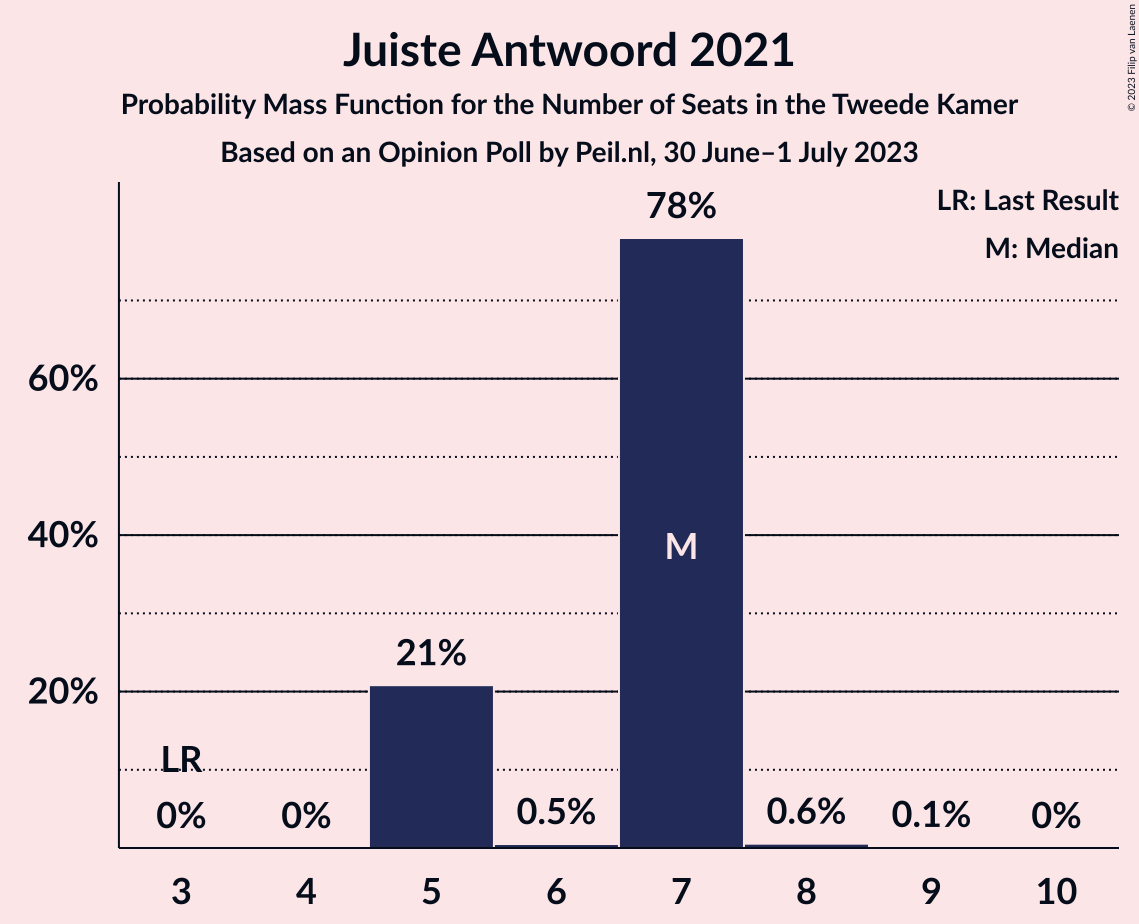 Juiste Antwoord 2021
Probability Mass Function for the Number of Seats in the Tweede Kamer
Based on an Opinion Poll by Peil.nl, 30 June–1 July 2023
© 2023 Filip van Laenen
LR: Last Result
M: Median
78%
60%
40%
M
21%
20%
LR
0% 0% 0.5% 0.6% 0.1% 0%
3 4 5 6 7 8 9 10